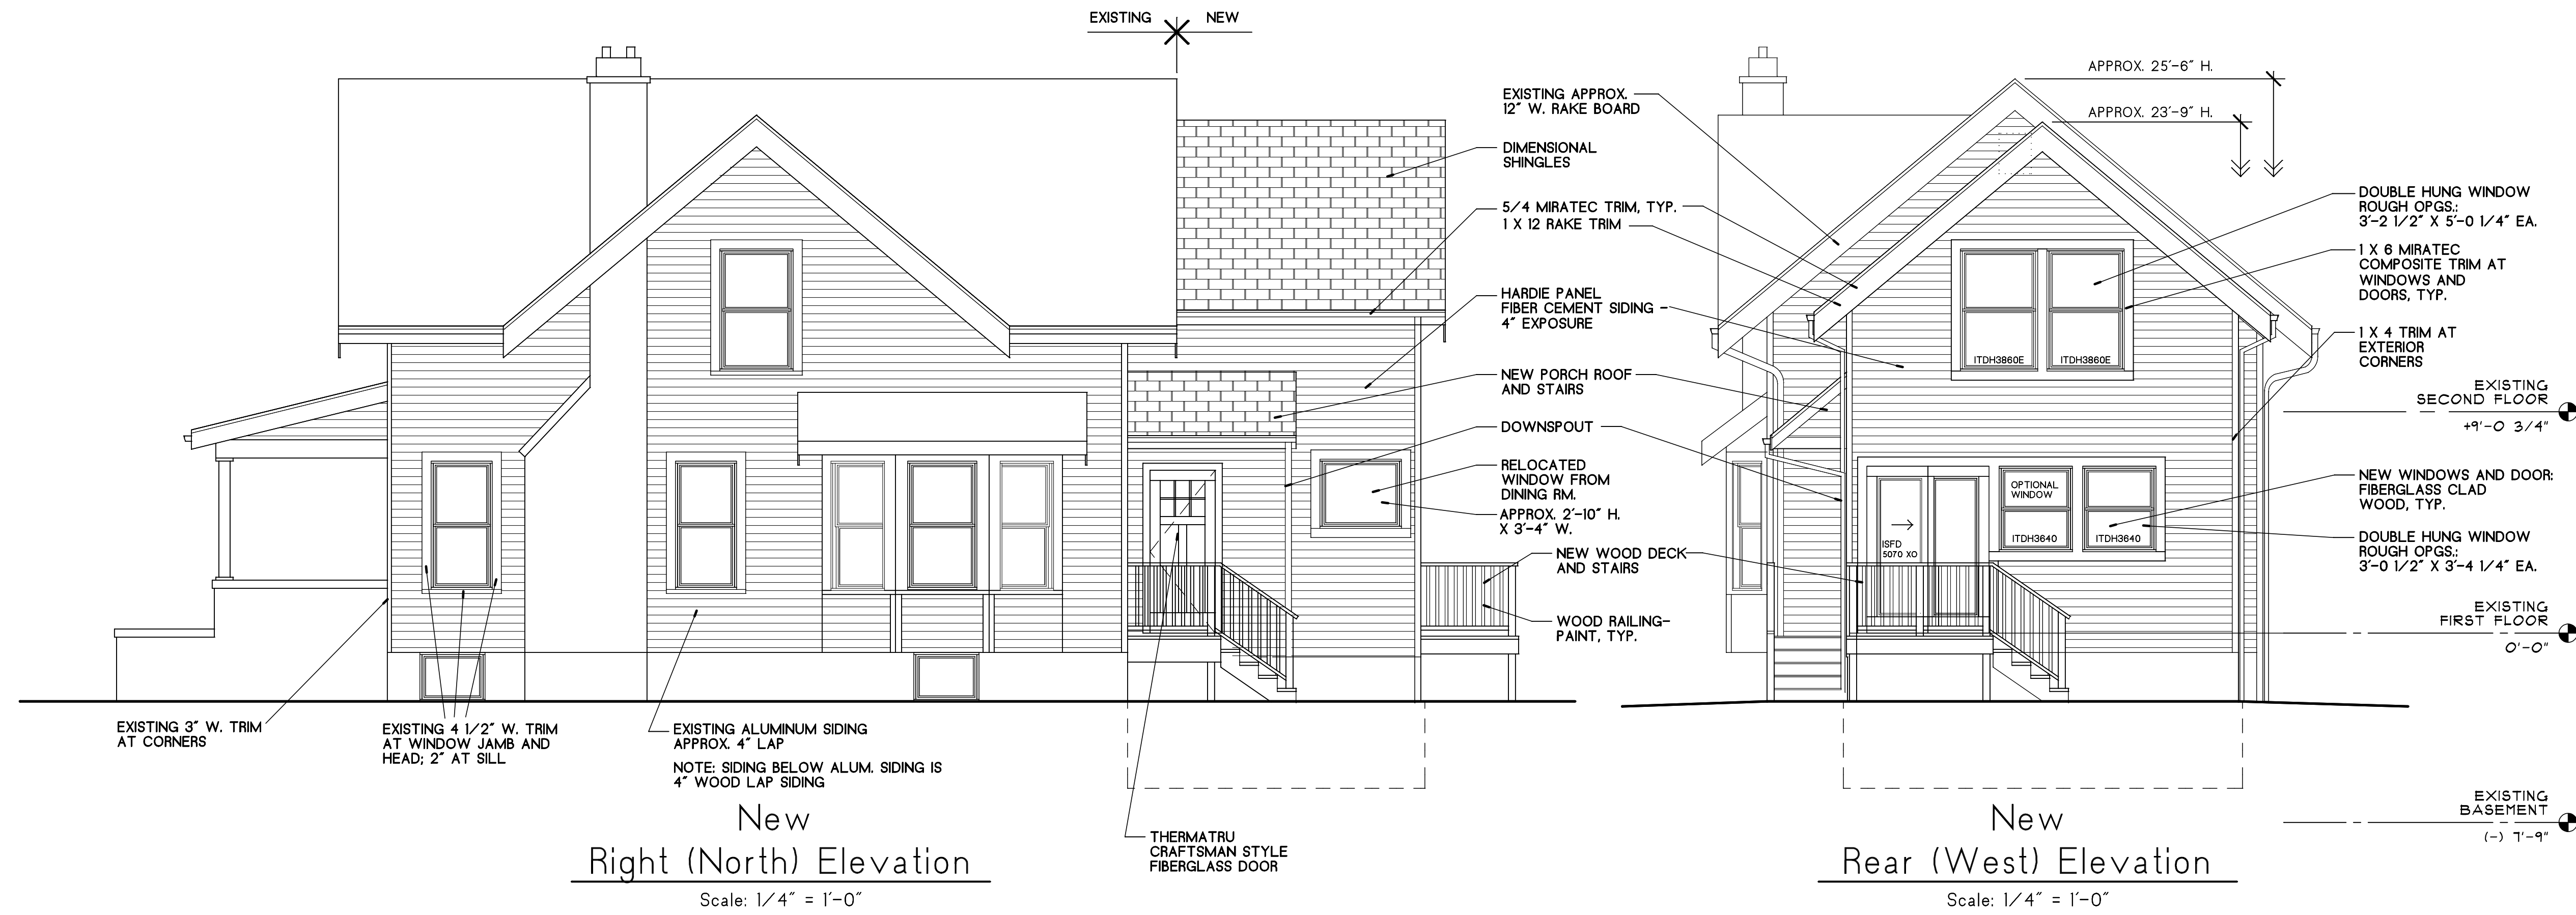 EXISTING
NEW
EXISTING APPROX.
12" W. RAKE BOARD
DIMENSIONAL
SHINGLES
5/4 MIRATEC TRIM, TYP.
1 X 12 RAKE TRIM
HARDIE PANEL
FIBER CEMENT SIDING -
4" EXPOSURE
NEW PORCH ROOF
AND STAIRS
DOWNSPOUT
RELOCATED
WINDOW FROM
DINING RM.
APPROX. 2'-10" H.
X 3'-4" W.
NEW WOOD DECK
AND STAIRS
WOOD RAILING-
PAINT, TYP.
EXISTING 3" W. TRIM
AT CORNERS
EXISTING 4 1/2" W. TRIM
AT WINDOW JAMB AND
HEAD; 2" AT SILL
EXISTING ALUMINUM SIDING
APPROX. 4" LAP
NOTE: SIDING BELOW ALUM. SIDING IS
4" WOOD LAP SIDING
THERMATRU
CRAFTSMAN STYLE
FIBERGLASS DOOR
New
Right (North) Elevation
Scale: 1/4" = 1'-0"
APPROX. 25'-6" H.
APPROX. 23'-9" H.
ITDH3860E
ITDH3860E
OPTIONAL
WINDOW
ITDH3640
ITDH3640
ISFD
5070 XO
DOUBLE HUNG WINDOW
ROUGH OPGS.:
3'-2 1/2" X 5'-0 1/4" EA.
1 X 6 MIRATEC
COMPOSITE TRIM AT
WINDOWS AND
DOORS, TYP.
1 X 4 TRIM AT
EXTERIOR
CORNERS
EXISTING
SECOND FLOOR
+9'-0 3/4"
NEW WINDOWS AND DOOR:
FIBERGLASS CLAD
WOOD, TYP.
DOUBLE HUNG WINDOW
ROUGH OPGS.:
3'-0 1/2" X 3'-4 1/4" EA.
EXISTING
FIRST FLOOR
0'-0"
EXISTING
BASEMENT
(-) 7'-9"
New
Rear (West) Elevation
Scale: 1/4" = 1'-0"